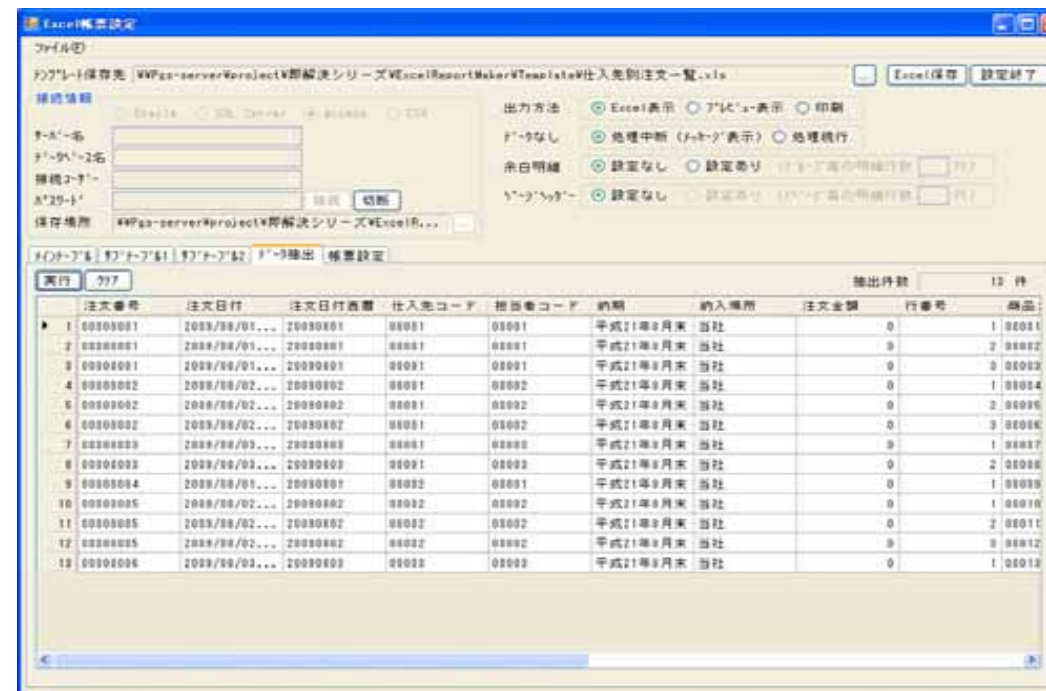 Excel帳票設定
ファイル(F)
ﾃﾝﾌﾟﾚｰﾄ保存先 ¥¥Pgs-server¥project¥即解決シリーズ¥ExcelReportMaker¥Template¥仕入先別注文一覧.xls ... Excel保存 設定終了
接続情報
Oracle SQL Server Access CSV
出力方法 Excel表示 ﾌﾟﾚﾋﾞｭｰ表示 印刷
ｻｰﾊﾞｰ名
ﾃﾞｰﾀなし 処理中断 (ﾒｯｾｰｼﾞ表示) 処理続行
ﾃﾞｰﾀﾍﾞｰｽ名
余白明細 設定なし 設定あり
接続ﾕｰｻﾞｰ
ﾍﾟｰｼﾞﾍｯﾀﾞｰ 設定なし 設定あり
ﾊﾟｽﾜｰﾄﾞ 接続 切断
保存場所 ¥¥Pgs-server¥project¥即解決シリーズ¥ExcelR... ...
ﾒｲﾝﾃｰﾌﾞﾙ ｻﾌﾞﾃｰﾌﾞﾙ1 ｻﾌﾞﾃｰﾌﾞﾙ2 ﾃﾞｰﾀ抽出 帳票設定
実行 ｸﾘｱ 抽出件数 13 件
注文番号 注文日付 注文日付西暦 仕入先コード 担当者コード 納期 納入場所 注文金額 行番号 商品
1 00000001 2009/08/01... 20090801 00001 00001 平成21年8月末 当社 0 1 00001
2 00000001 2009/08/01... 20090801 00001 00001 平成21年8月末 当社 0 2 00002
3 00000001 2009/08/01... 20090801 00001 00001 平成21年8月末 当社 0 3 00003
4 00000002 2009/08/02... 20090802 00001 00002 平成21年8月末 当社 0 1 00004
5 00000002 2009/08/02... 20090802 00001 00002 平成21年8月末 当社 0 2 00005
6 00000002 2009/08/02... 20090802 00001 00002 平成21年8月末 当社 0 3 00006
7 00000003 2009/08/03... 20090803 00001 00003 平成21年8月末 当社 0 1 00007
8 00000003 2009/08/03... 20090803 00001 00003 平成21年8月末 当社 0 2 00008
9 00000004 2009/08/01... 20090801 00002 00001 平成21年8月末 当社 0 1 00009
10 00000005 2009/08/02... 20090802 00002 00002 平成21年8月末 当社 0 1 00010
11 00000005 2009/08/02... 20090802 00002 00002 平成21年8月末 当社 0 2 00011
12 00000005 2009/08/02... 20090802 00002 00002 平成21年8月末 当社 0 3 00012
13 00000006 2009/08/03... 20090803 00002 00003 平成21年8月末 当社 0 1 00013